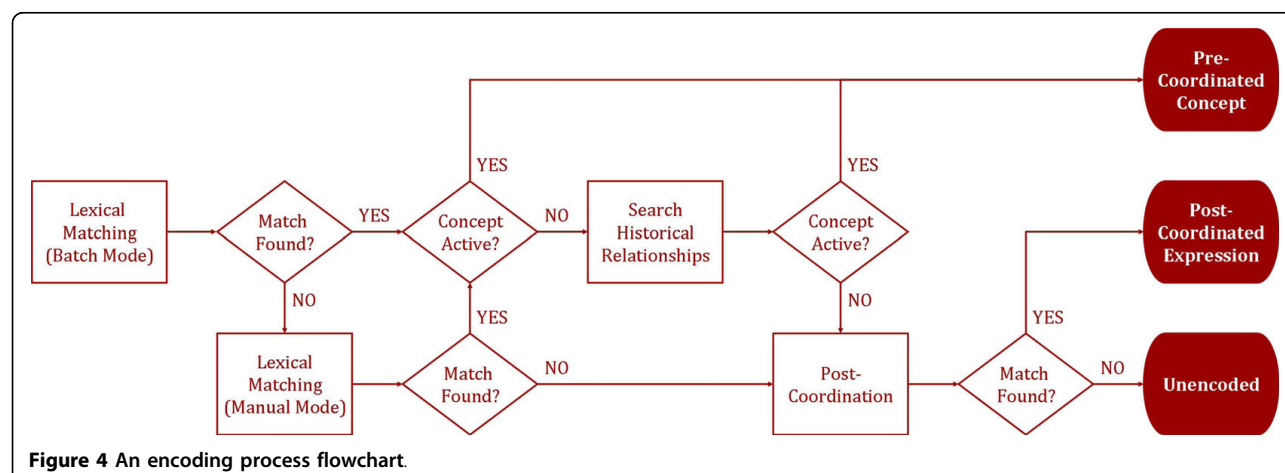 Pre-
Coordinated
Concept
YES
YES
Lexical
Matching
(Batch Mode)
Match
Found?
YES
Concept
Active?
NO
Search
Historical
Relationships
Concept
Active?
Post-
Coordinated
Expression
NO
YES
NO
YES
Lexical
Matching
(Manual Mode)
Match
Found?
NO
Post-
Coordination
Match
Found?
NO
Unencoded
Figure 4 An encoding process flowchart.